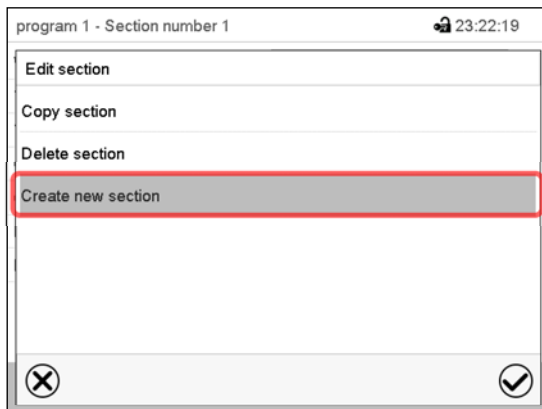 program 1 - Section number 1 23:22:19
Edit section
Copy section
Delete section
Create new section